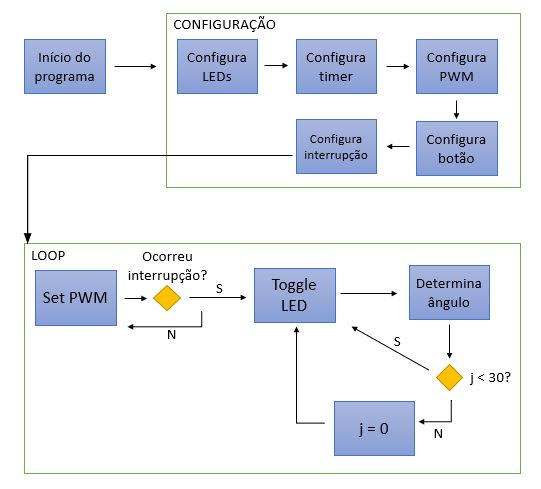 CONFIGURAÇÃO
Início do
programa
Configura
LEDs
Configura
timer
Configura
PWM
Configura
interrupção
Configura
botão
LOOP
Set PWM
Ocorreu
interrupção?
S
N
Toggle
LED
Determina
ângulo
S
j < 30?
N
j = 0